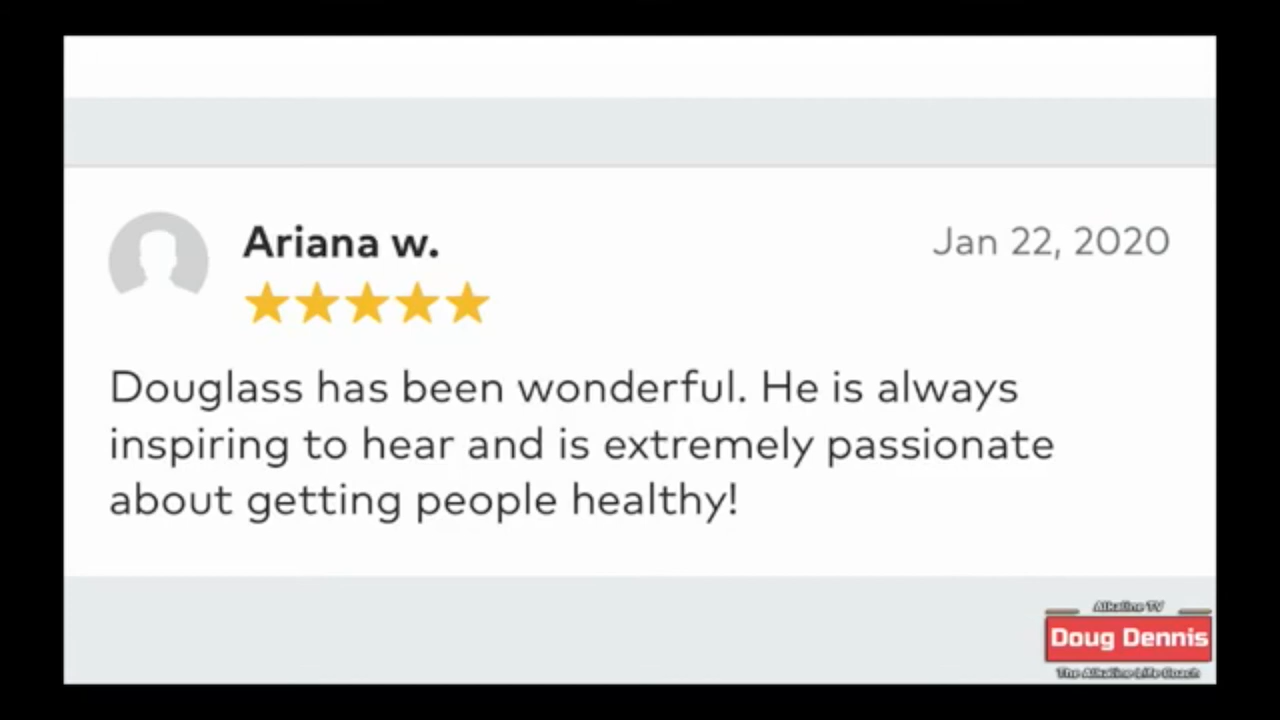 Ariana w.
Jan 22, 2020
Douglass has been wonderful. He is always
inspiring to hear and is extremely passionate
about getting people healthy!
Alkaline TV
Doug Dennis
The Alkaline Life Coach